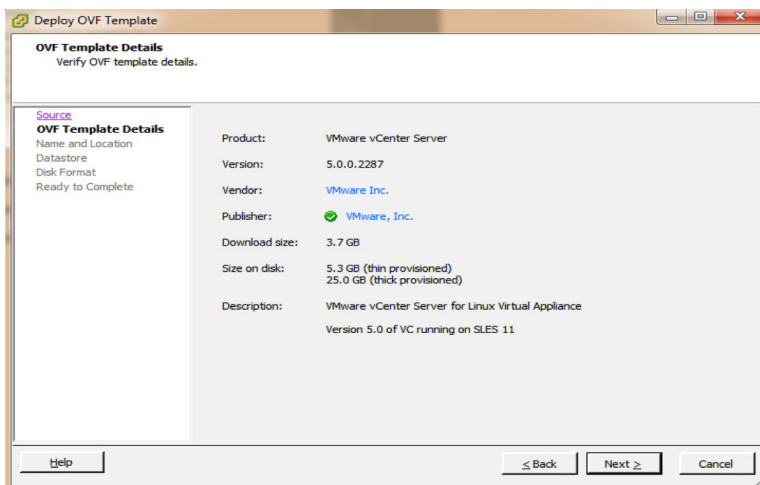 Deploy OVF Template
OVF Template Details
Verify OVF template details.
Source
OVF Template Details
Name and Location
Datastore
Disk Format
Ready to Complete
Product: VMware vCenter Server
Version: 5.0.0.2287
Vendor: VMware Inc.
Publisher: VMware, Inc.
Download size: 3.7 GB
Size on disk: 5.3 GB (thin provisioned)
25.0 GB (thick provisioned)
Description: VMware vCenter Server for Linux Virtual Appliance
Version 5.0 of VC running on SLES 11
Help
≤ Back
Next ≥
Cancel